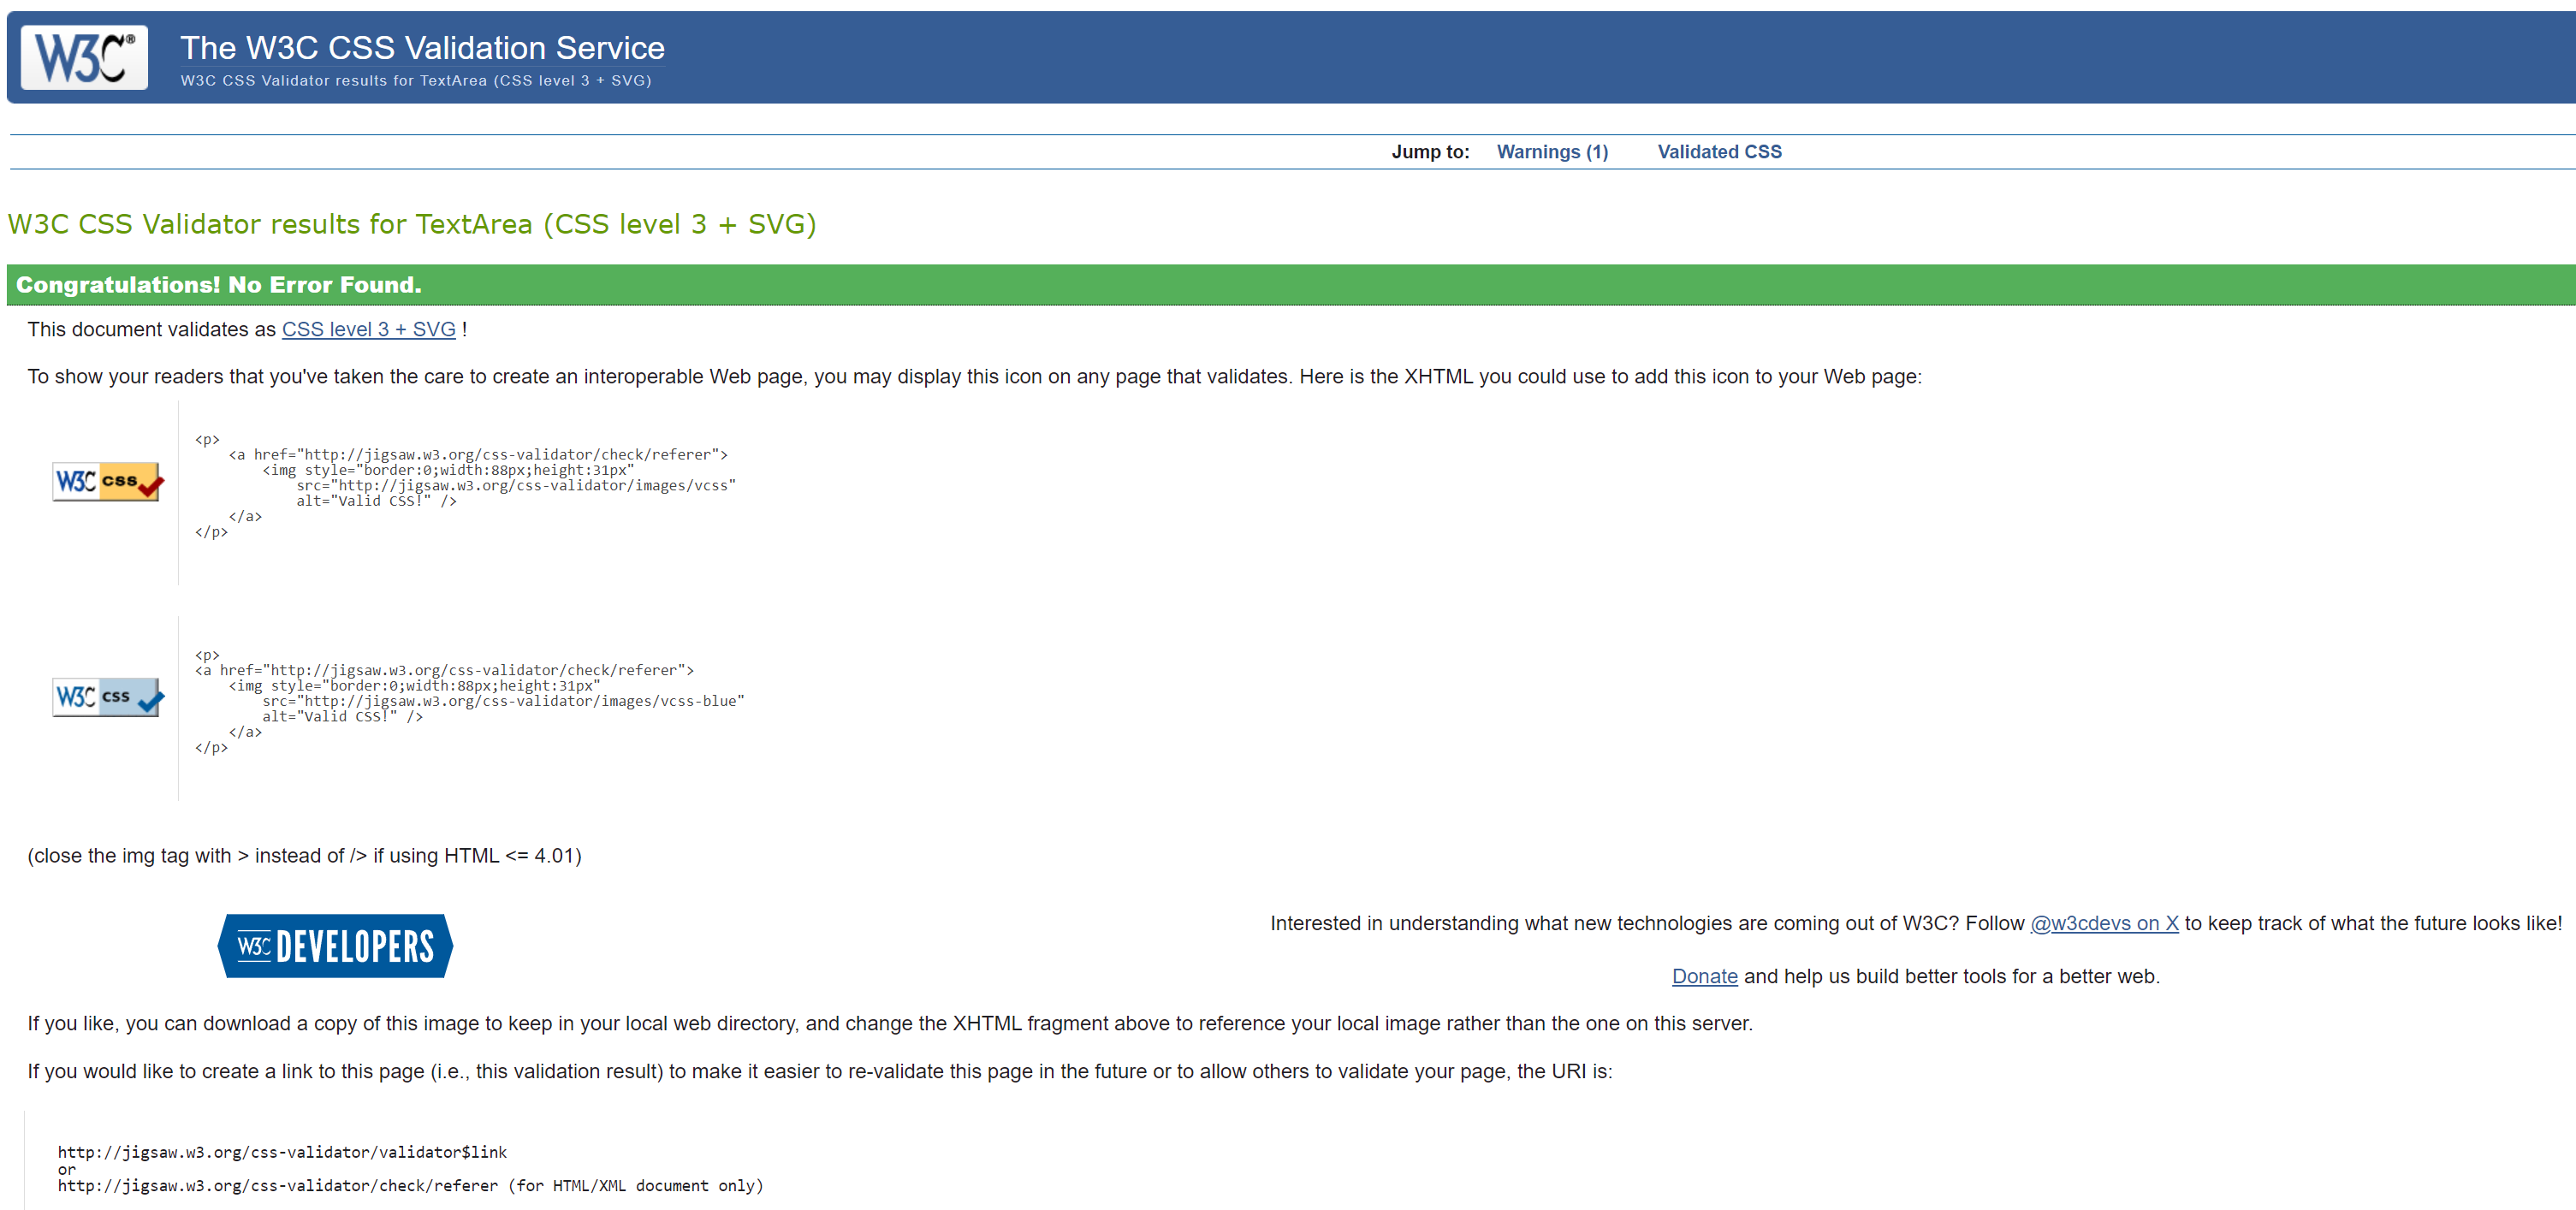 W3C®
The W3C CSS Validation Service
W3C CSS Validator results for TextArea (CSS level 3 + SVG)
Jump to: Warnings (1) Validated CSS
W3C CSS Validator results for TextArea (CSS level 3 + SVG)
Congratulations! No Error Found.
This document validates as CSS level 3 + SVG !
To show your readers that you've taken the care to create an interoperable Web page, you may display this icon on any page that validates. Here is the XHTML you could use to add this icon to your Web page:
W3C css
<p>
    <a href="http://jigsaw.w3.org/css-validator/check/referer">
        <img style="border:0;width:88px;height:31px"
            src="http://jigsaw.w3.org/css-validator/images/vcss"
            alt="Valid CSS!" />
    </a>
</p>
W3C css
<p>
<a href="http://jigsaw.w3.org/css-validator/check/referer">
    <img style="border:0;width:88px;height:31px"
        src="http://jigsaw.w3.org/css-validator/images/vcss-blue"
        alt="Valid CSS!" />
    </a>
</p>
(close the img tag with > instead of /> if using HTML <= 4.01)
W3C DEVELOPERS
Interested in understanding what new technologies are coming out of W3C? Follow @w3cdevs on X to keep track of what the future looks like!
Donate and help us build better tools for a better web.
If you like, you can download a copy of this image to keep in your local web directory, and change the XHTML fragment above to reference your local image rather than the one on this server.
If you would like to create a link to this page (i.e., this validation result) to make it easier to re-validate this page in the future or to allow others to validate your page, the URI is:
http://jigsaw.w3.org/css-validator/validator$link
or
http://jigsaw.w3.org/css-validator/check/referer (for HTML/XML document only)